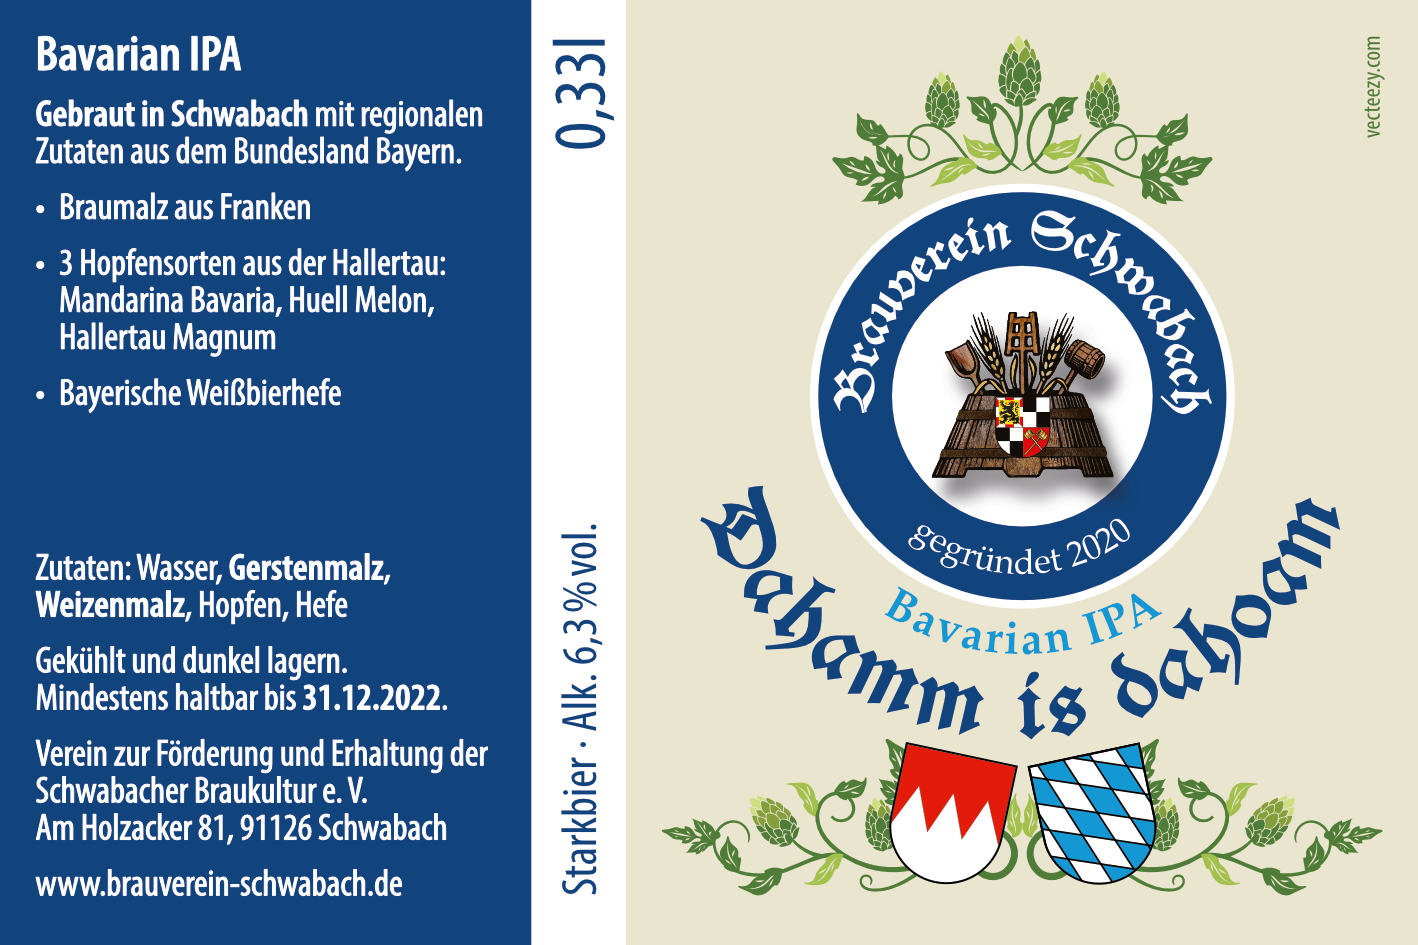 Bavarian IPA
Gebraut in Schwabach mit regionalen
Zutaten aus dem Bundesland Bayern.
• Braumalz aus Franken
• 3 Hopfensorten aus der Hallertau:
Mandarina Bavaria, Huell Melon,
Hallertau Magnum
• Bayerische Weißbierhefe
Zutaten: Wasser, Gerstenmalz,
Weizenmalz, Hopfen, Hefe
Gekühlt und dunkel lagern.
Mindestens haltbar bis 31.12.2022.
Verein zur Förderung und Erhaltung der
Schwabacher Braukultur e. V.
Am Holzacker 81, 91126 Schwabach
www.brauverein-schwabach.de
0,33l
Starkbier · Alk. 6,3 % vol.
vecteezy.com
Brauverein Schwabach
gegründet 2020
Bavarian IPA
Dahamm is dahoam